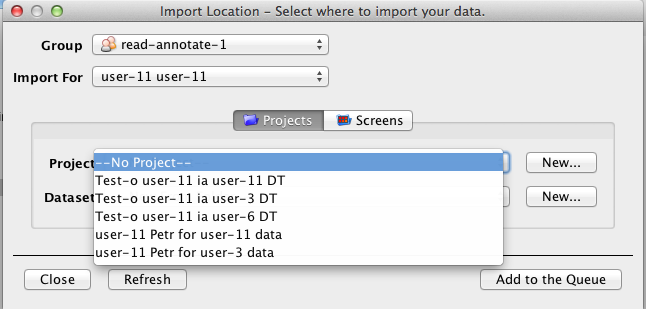 Import Location - Select where to import your data.
Group read-annotate-1
Import For user-11 user-11
Projects Screens
Project --No Project-- New...
Test-o user-11 ia user-11 DT
Dataset Test-o user-11 ia user-3 DT New...
Test-o user-11 ia user-6 DT
user-11 Petr for user-11 data
user-11 Petr for user-3 data
Close Refresh Add to the Queue